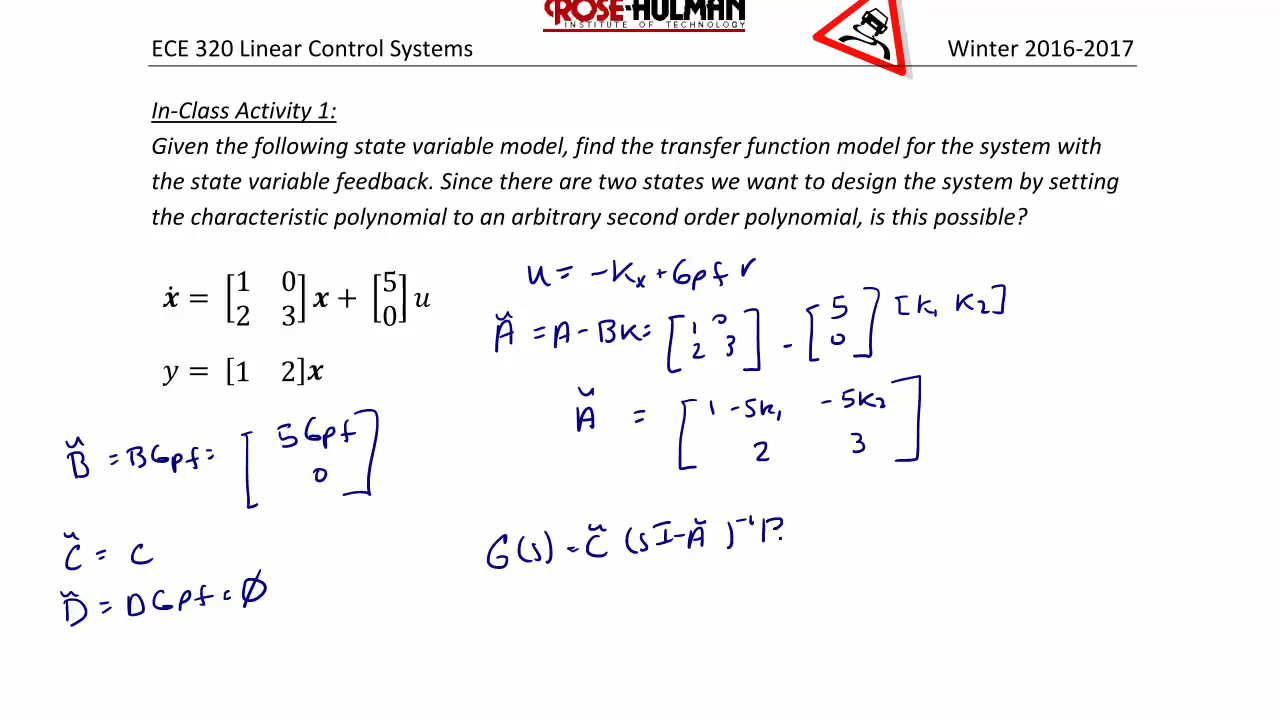 ROSE-HULMAN
INSTITUTE OF TECHNOLOGY
ECE 320 Linear Control Systems Winter 2016-2017
In-Class Activity 1:
Given the following state variable model, find the transfer function model for the system with
the state variable feedback. Since there are two states we want to design the system by setting
the characteristic polynomial to an arbitrary second order polynomial, is this possible?
ẋ = [1 0; 2 3] x + [5; 0] u
y = [1 2] x
u = -Kx + Gpf r
Ǎ = A - BK = [1 0; 2 3] - [5; 0] [k1 k2]
Ǎ = [1-5k1 -5k2; 2 3]
B̌ = BGpf = [5Gpf; 0]
Č = C
Ď = DGpf = Ø
G(s) = Č (sI-Ǎ)⁻¹